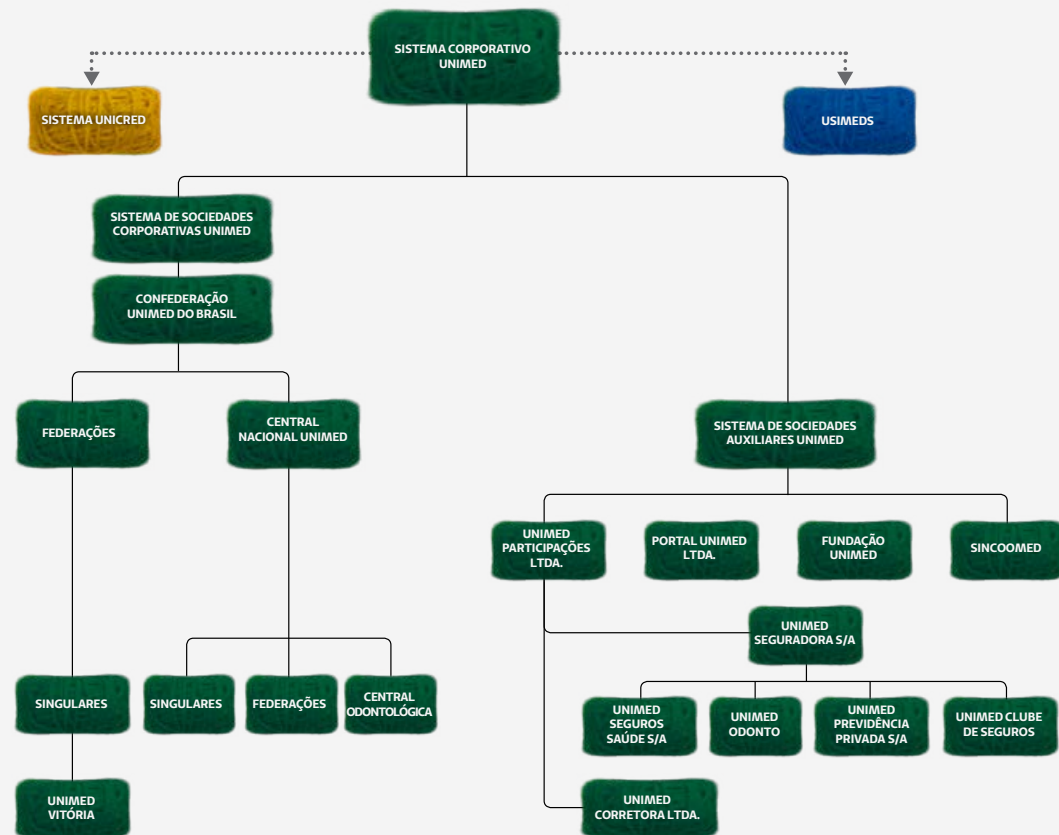 SISTEMA CORPORATIVO
UNIMED
SISTEMA UNICRED
USIMEDS
SISTEMA DE SOCIEDADES
CORPORATIVAS UNIMED
CONFEDERAÇÃO
UNIMED DO BRASIL
FEDERAÇÕES
CENTRAL
NACIONAL UNIMED
SISTEMA DE SOCIEDADES
AUXILIARES UNIMED
UNIMED
PARTICIPAÇÕES
LTDA.
PORTAL UNIMED
LTDA.
FUNDAÇÃO
UNIMED
SINCOOMED
UNIMED
SEGURADORA S/A
SINGULARES
SINGULARES
FEDERAÇÕES
CENTRAL
ODONTOLÓGICA
UNIMED
SEGUROS
SAÚDE S/A
UNIMED
ODONTO
UNIMED
PREVIDÊNCIA
PRIVADA S/A
UNIMED CLUBE
DE SEGUROS
UNIMED
VITÓRIA
UNIMED
CORRETORA LTDA.